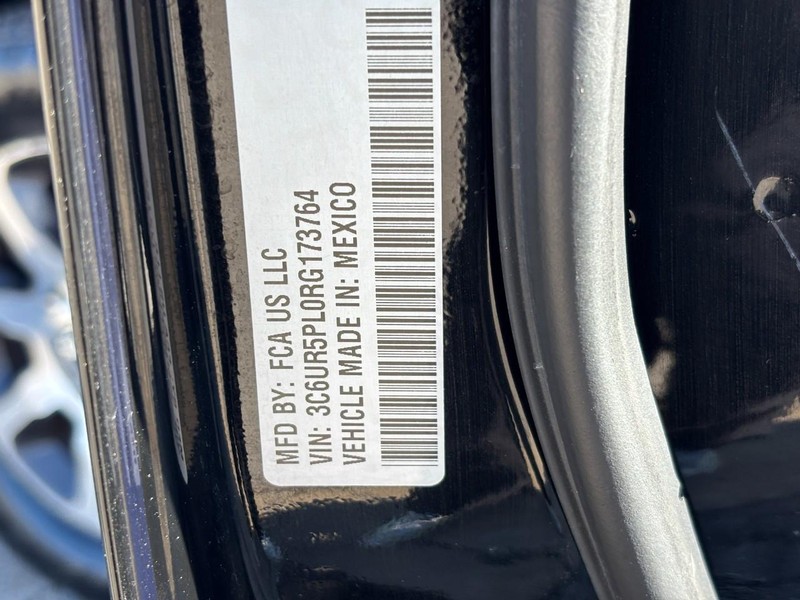 MFD BY: FCA US LLC
VIN: 3C6UR5PL0RG173764
VEHICLE MADE IN: MEXICO